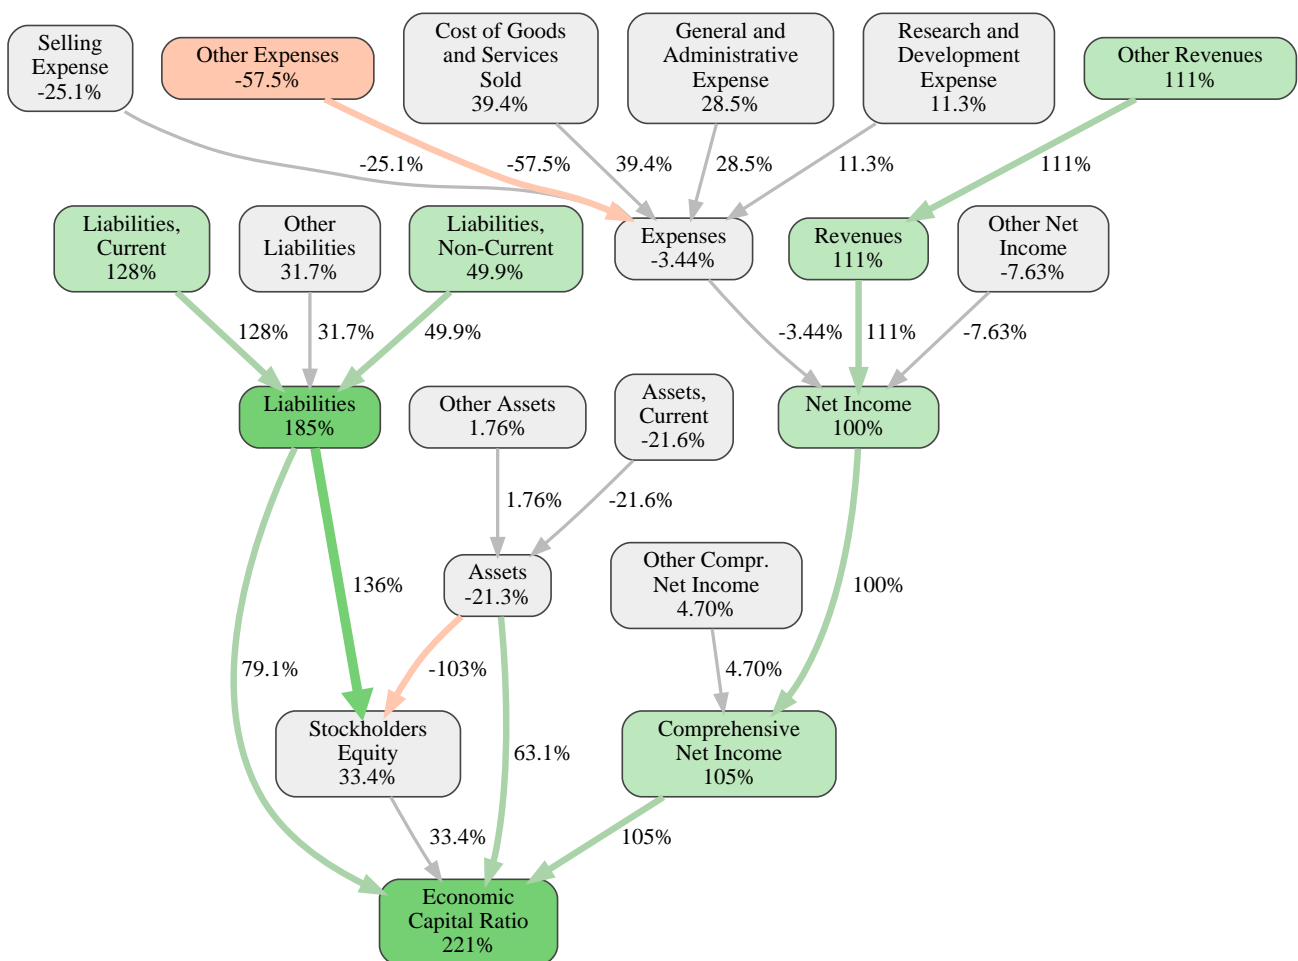 Selling
Expense
-25.1%
Other Expenses
-57.5%
Cost of Goods
and Services
Sold
39.4%
General and
Administrative
Expense
28.5%
Research and
Development
Expense
11.3%
Other Revenues
111%
-25.1%
-57.5%
39.4%
28.5%
11.3%
111%
Liabilities,
Current
128%
Other
Liabilities
31.7%
Liabilities,
Non-Current
49.9%
Expenses
-3.44%
Revenues
111%
Other Net
Income
-7.63%
128%
31.7%
49.9%
-3.44%
111%
-7.63%
Liabilities
185%
Other Assets
1.76%
Assets,
Current
-21.6%
Net Income
100%
1.76%
-21.6%
Assets
-21.3%
Other Compr.
Net Income
4.70%
136%
100%
79.1%
-103%
4.70%
Stockholders
Equity
33.4%
63.1%
Comprehensive
Net Income
105%
33.4%
105%
Economic
Capital Ratio
221%